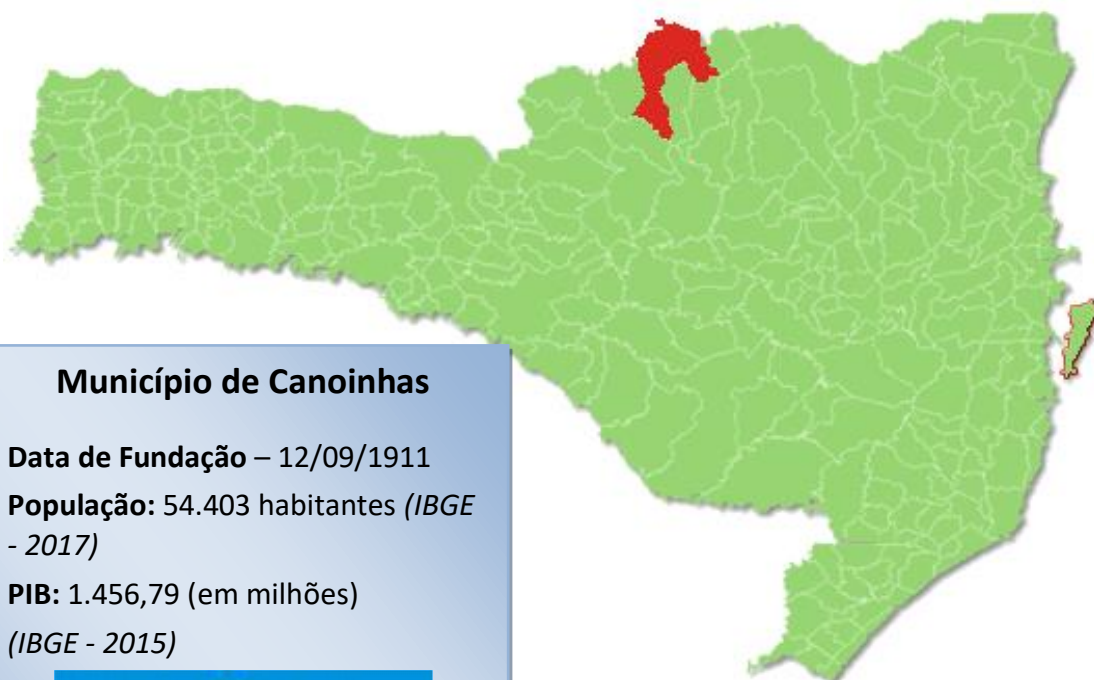 Município de Canoinhas
Data de Fundação – 12/09/1911
População: 54.403 habitantes (IBGE
- 2017)
PIB: 1.456,79 (em milhões)
(IBGE - 2015)